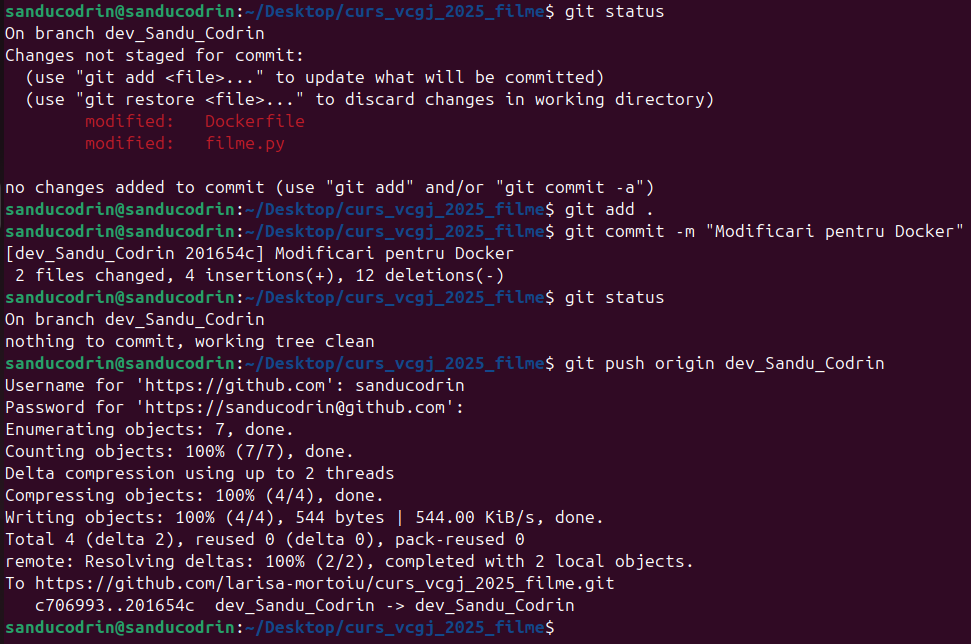 sanducodrin@sanducodrin:~/Desktop/curs_vcgj_2025_filme$ git status
On branch dev_Sandu_Codrin
Changes not staged for commit:
  (use "git add <file>..." to update what will be committed)
  (use "git restore <file>..." to discard changes in working directory)
        modified:   Dockerfile
        modified:   filme.py

no changes added to commit (use "git add" and/or "git commit -a")
sanducodrin@sanducodrin:~/Desktop/curs_vcgj_2025_filme$ git add .
sanducodrin@sanducodrin:~/Desktop/curs_vcgj_2025_filme$ git commit -m "Modificari pentru Docker"
[dev_Sandu_Codrin 201654c] Modificari pentru Docker
 2 files changed, 4 insertions(+), 12 deletions(-)
sanducodrin@sanducodrin:~/Desktop/curs_vcgj_2025_filme$ git status
On branch dev_Sandu_Codrin
nothing to commit, working tree clean
sanducodrin@sanducodrin:~/Desktop/curs_vcgj_2025_filme$ git push origin dev_Sandu_Codrin
Username for 'https://github.com': sanducodrin
Password for 'https://sanducodrin@github.com':
Enumerating objects: 7, done.
Counting objects: 100% (7/7), done.
Delta compression using up to 2 threads
Compressing objects: 100% (4/4), done.
Writing objects: 100% (4/4), 544 bytes | 544.00 KiB/s, done.
Total 4 (delta 2), reused 0 (delta 0), pack-reused 0
remote: Resolving deltas: 100% (2/2), completed with 2 local objects.
To https://github.com/larisa-mortoiu/curs_vcgj_2025_filme.git
   c706993..201654c  dev_Sandu_Codrin -> dev_Sandu_Codrin
sanducodrin@sanducodrin:~/Desktop/curs_vcgj_2025_filme$